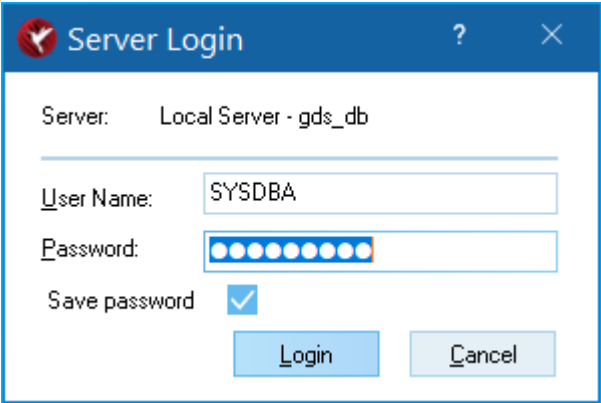 Server Login ?
Server: Local Server - gds_db
User Name: SYSDBA
Password: ●●●●●●●●●
Save password
Login Cancel